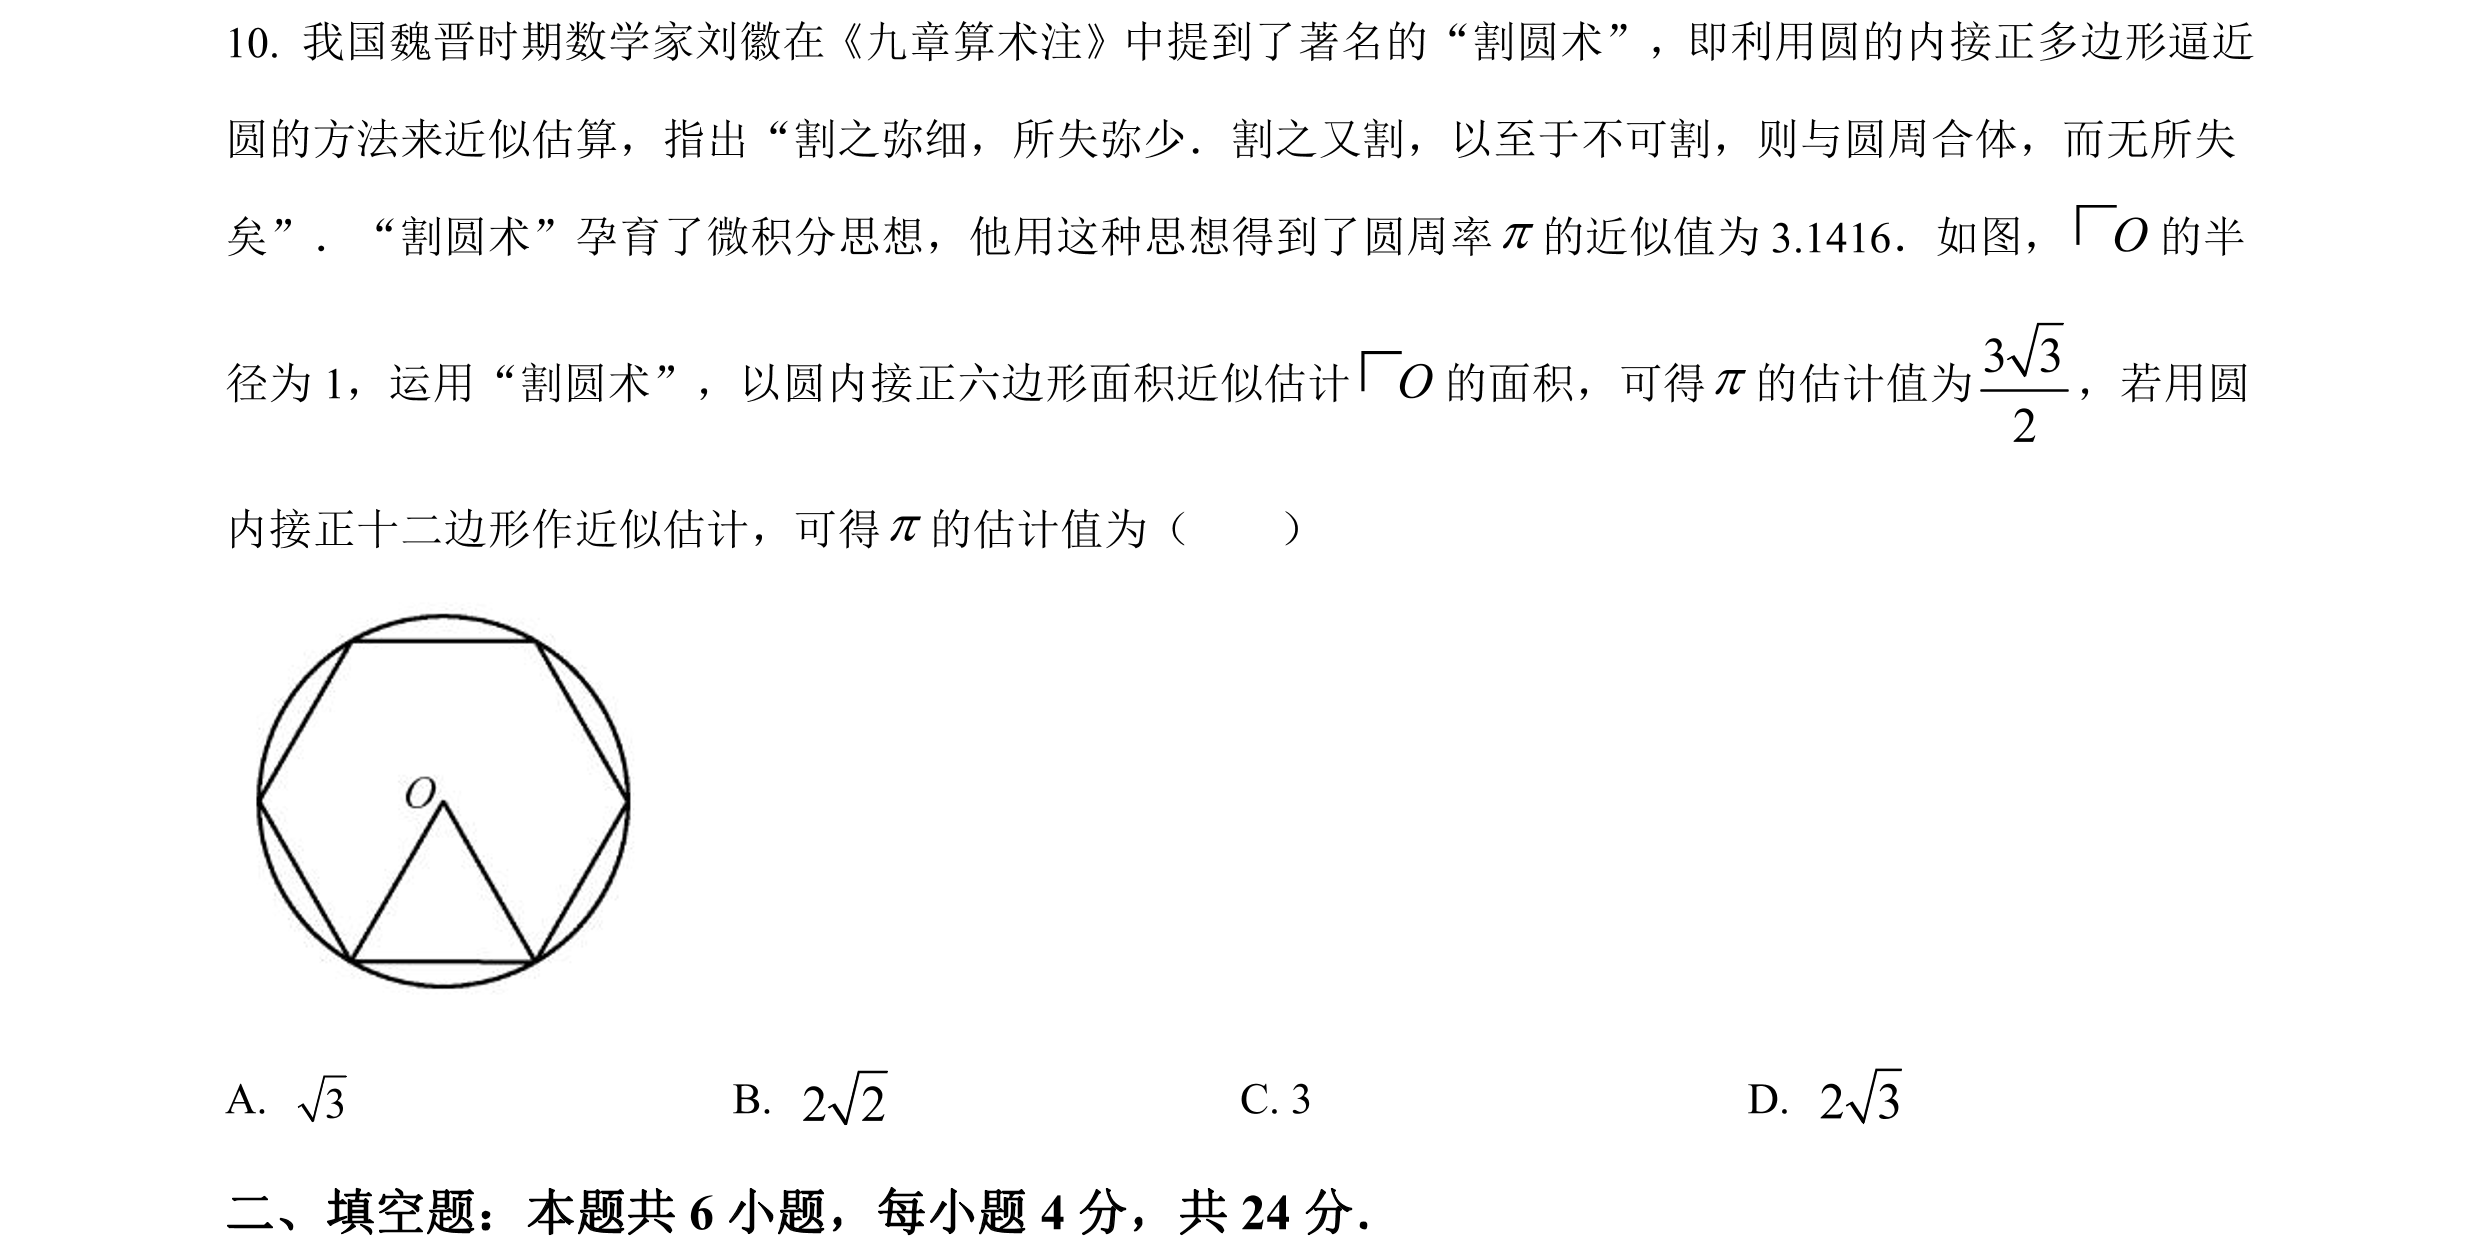 10. 我国魏晋时期数学家刘徽在《九章算术注》中提到了著名的“割圆术”，即利用圆的内接正多边形逼近
圆的方法来近似估算，指出“割之弥细，所失弥少．割之又割，以至于不可割，则与圆周合体，而无所失
矣”．“割圆术”孕育了微积分思想，他用这种思想得到了圆周率π的近似值为3.1416．如图，⎾O的半
径为1，运用“割圆术”，以圆内接正六边形面积近似估计⎾O的面积，可得π的估计值为3√3/2，若用圆
内接正十二边形作近似估计，可得π的估计值为（　　）
O
A. √3 B. 2√2 C. 3 D. 2√3
二、填空题：本题共6小题，每小题4分，共24分．